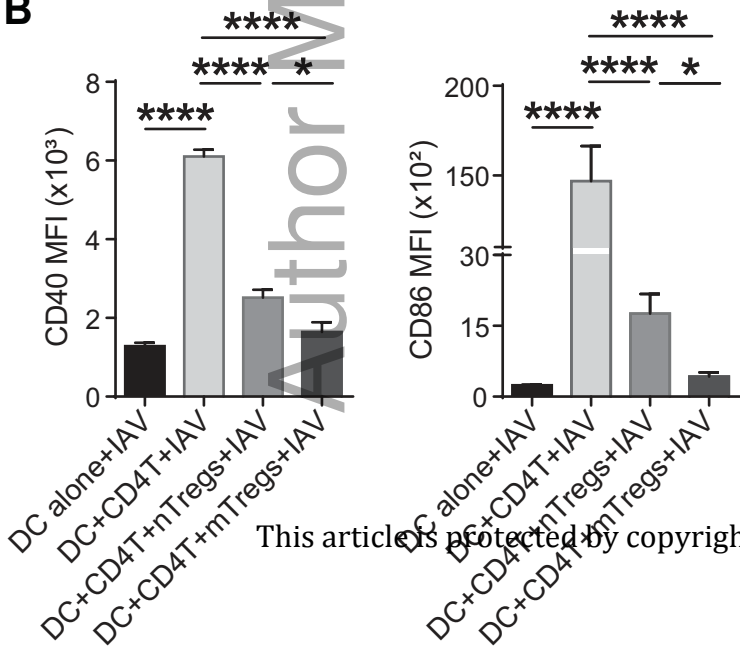 B
****
**** *
****
8
6
4
2
0
CD40 MFI (x10³)
DC alone+IAV
DC+CD4T+IAV
DC+CD4T+nTregs+IAV
DC+CD4T+mTregs+IAV
****
**** *
****
200
150
30
15
0
CD86 MFI (x10²)
DC alone+IAV
DC+CD4T+IAV
DC+CD4T+nTregs+IAV
DC+CD4T+mTregs+IAV
Author M
This article is protected by copyrigh